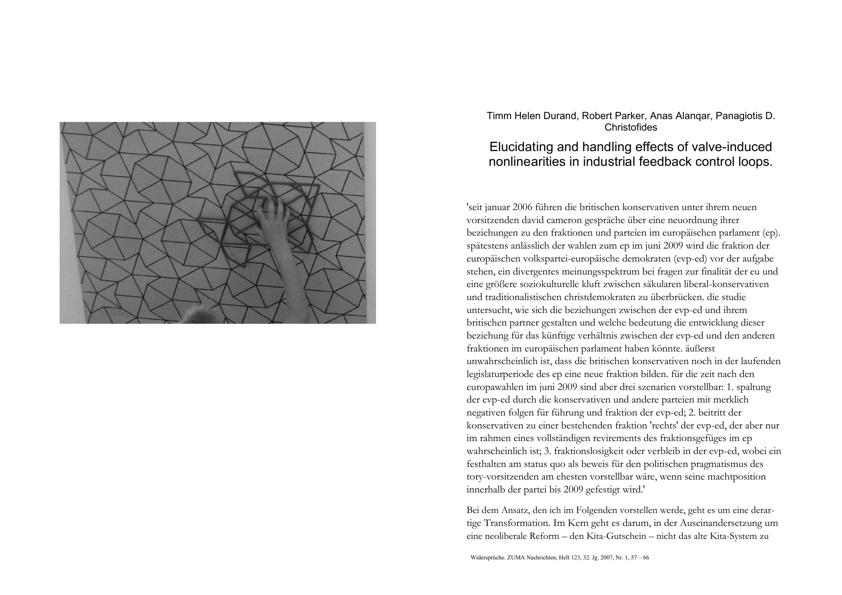 Timm Helen Durand, Robert Parker, Anas Alanqar, Panagiotis D.
Christofides
Elucidating and handling effects of valve-induced
nonlinearities in industrial feedback control loops.
'seit januar 2006 führen die britischen konservativen unter ihrem neuen
vorsitzenden david cameron gespräche über eine neuordnung ihrer
beziehungen zu den fraktionen und parteien im europäischen parlament (ep).
spätestens anlässlich der wahlen zum ep im juni 2009 wird die fraktion der
europäischen volkspartei-europäische demokraten (evp-ed) vor der aufgabe
stehen, ein divergentes meinungsspektrum bei fragen zur finalität der eu und
eine größere soziokulturelle kluft zwischen säkularen liberal-konservativen
und traditionalistischen christdemokraten zu überbrücken. die studie
untersucht, wie sich die beziehungen zwischen der evp-ed und ihrem
britischen partner gestalten und welche bedeutung die entwicklung dieser
beziehung für das künftige verhältnis zwischen der evp-ed und den anderen
fraktionen im europäischen parlament haben könnte. äußerst
unwahrscheinlich ist, dass die britischen konservativen noch in der laufenden
legislaturperiode des ep eine neue fraktion bilden. für die zeit nach den
europawahlen im juni 2009 sind aber drei szenarien vorstellbar: 1. spaltung
der evp-ed durch die konservativen und andere parteien mit merklich
negativen folgen für führung und fraktion der evp-ed; 2. beitritt der
konservativen zu einer bestehenden fraktion 'rechts' der evp-ed, der aber nur
im rahmen eines vollständigen revirements des fraktionsgefüges im ep
wahrscheinlich ist; 3. fraktionslosigkeit oder verbleib in der evp-ed, wobei ein
festhalten am status quo als beweis für den politischen pragmatismus des
tory-vorsitzenden am ehesten vorstellbar wäre, wenn seine machtposition
innerhalb der partei bis 2009 gefestigt wird.'
Bei dem Ansatz, den ich im Folgenden vorstellen werde, geht es um eine derar-
tige Transformation. Im Kern geht es darum, in der Auseinandersetzung um
eine neoliberale Reform – den Kita-Gutschein – nicht das alte Kita-System zu
Widersprüche. ZUMA Nachrichten, Heft 123, 32. Jg. 2007, Nr. 1, 57 – 66